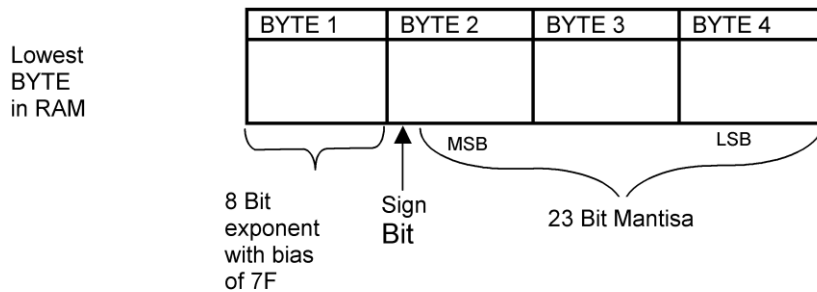 BYTE 1 BYTE 2 BYTE 3 BYTE 4
Lowest
BYTE
in RAM
MSB LSB
8 Bit
exponent
with bias
of 7F
Sign
Bit
23 Bit Mantisa